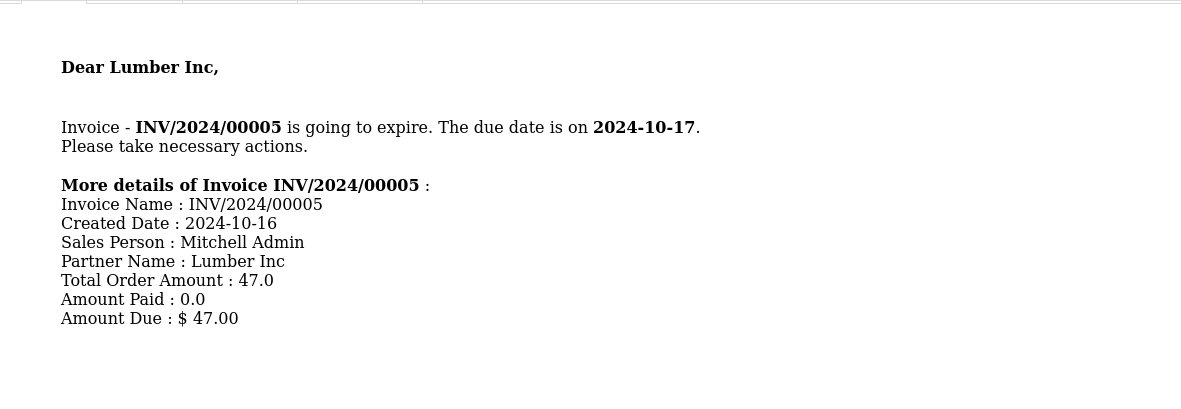 Dear Lumber Inc,
Invoice - INV/2024/00005 is going to expire. The due date is on 2024-10-17.
Please take necessary actions.
More details of Invoice INV/2024/00005 :
Invoice Name : INV/2024/00005
Created Date : 2024-10-16
Sales Person : Mitchell Admin
Partner Name : Lumber Inc
Total Order Amount : 47.0
Amount Paid : 0.0
Amount Due : $ 47.00